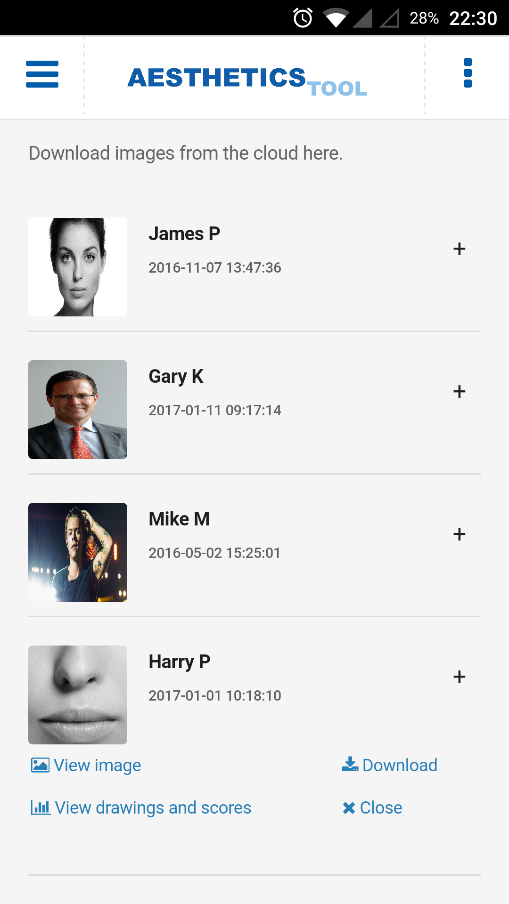 28% 22:30
AESTHETICSTOOL
Download images from the cloud here.
James P
2016-11-07 13:47:36
+
Gary K
2017-01-11 09:17:14
+
Mike M
2016-05-02 15:25:01
+
Harry P
2017-01-01 10:18:10
+
View image Download
View drawings and scores Close